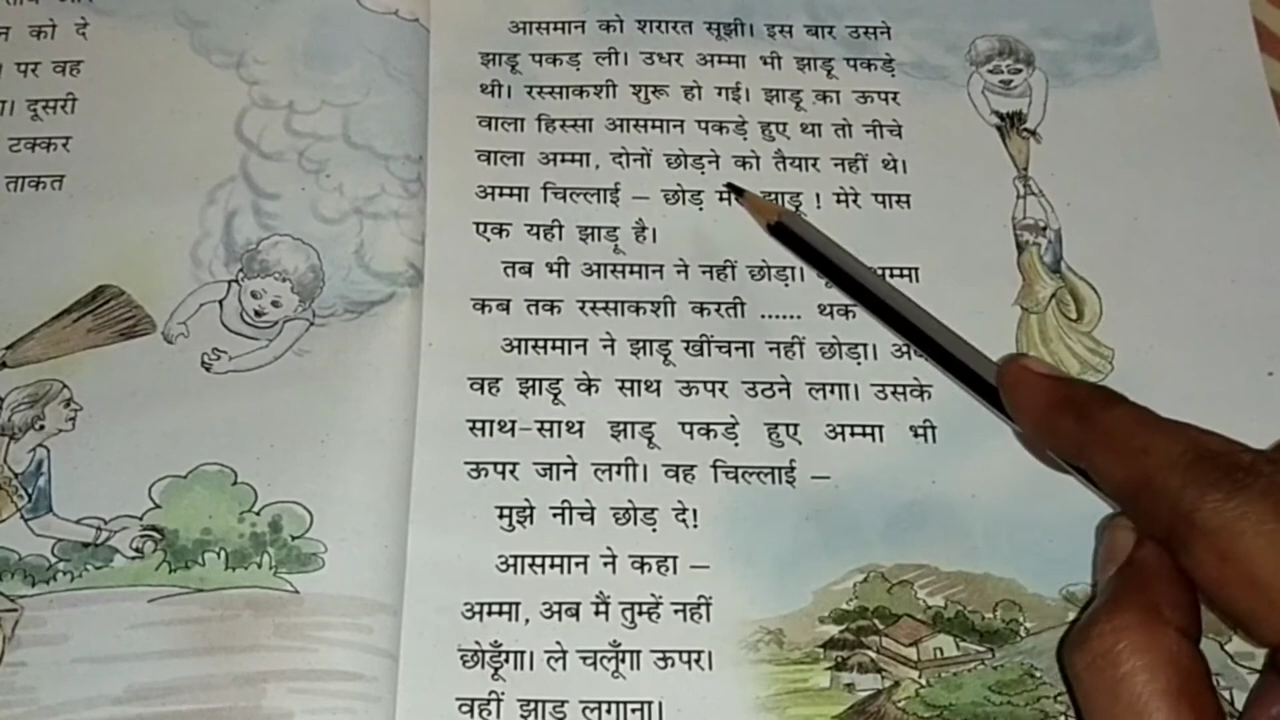 को दे
पर वह
दूसरी
टक्कर
ताकत
आसमान को शरारत सूझी। इस बार उसने
झाड़ू पकड़ ली। उधर अम्मा भी झाड़ू पकड़े
थी। रस्साकशी शुरू हो गई। झाड़ू का ऊपर
वाला हिस्सा आसमान पकड़े हुए था तो नीचे
वाला अम्मा, दोनों छोड़ने को तैयार नहीं थे।
अम्मा चिल्लाई – छोड़ झाड़ू ! मेरे पास
एक यही झाड़ू है।
तब भी आसमान ने नहीं छोड़ा। अम्मा
कब तक रस्साकशी करती ...... थक
आसमान ने झाड़ू खींचना नहीं छोड़ा।
वह झाड़ू के साथ ऊपर उठने लगा। उसके
साथ-साथ झाड़ू पकड़े हुए अम्मा भी
ऊपर जाने लगी। वह चिल्लाई –
मुझे नीचे छोड़ दे!
आसमान ने कहा –
अम्मा, अब मैं तुम्हें नहीं
छोड़ूँगा। ले चलूँगा ऊपर।
वहीं झाड़ू लगाना।